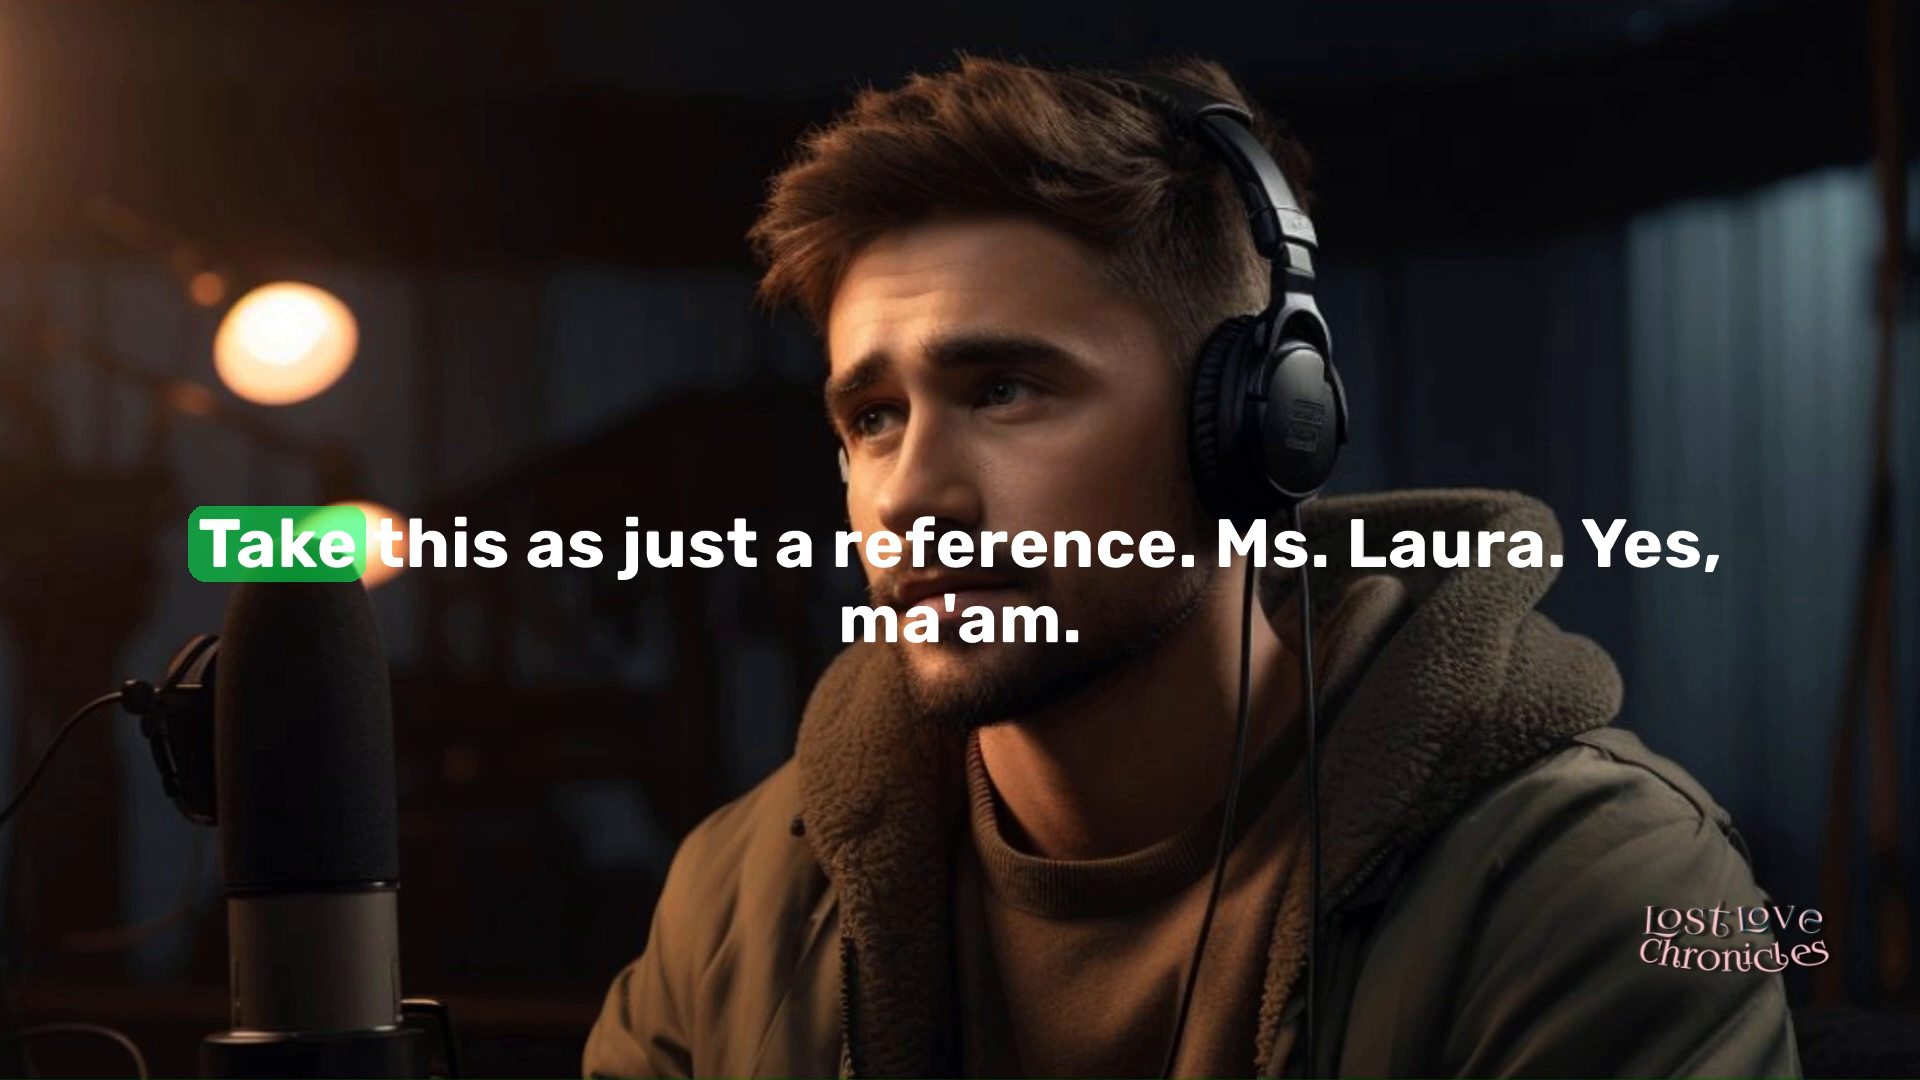 Take this as just a reference. Ms. Laura. Yes,
ma'am.
Lost Love
Chronicles